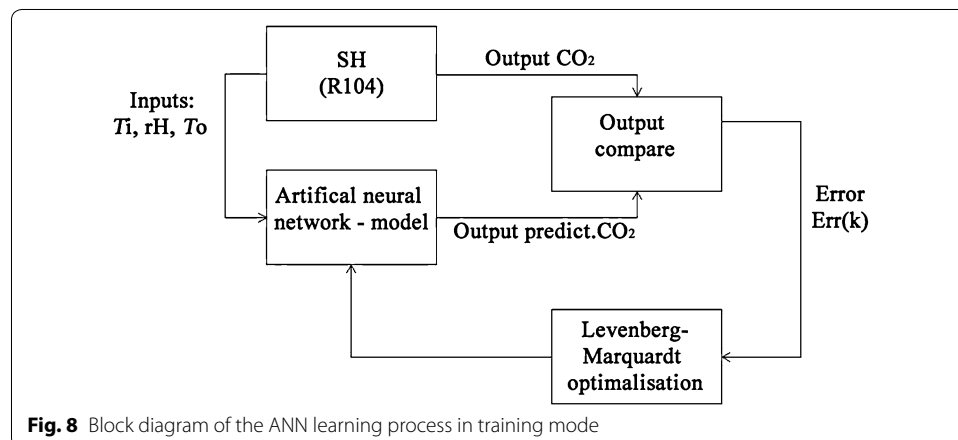 SH
(R104)
Output CO₂
Inputs:
Ti, rH, To
Output
compare
Artifical neural
network - model
Output predict.CO₂
Error
Err(k)
Levenberg-
Marquardt
optimalisation
Fig. 8 Block diagram of the ANN learning process in training mode